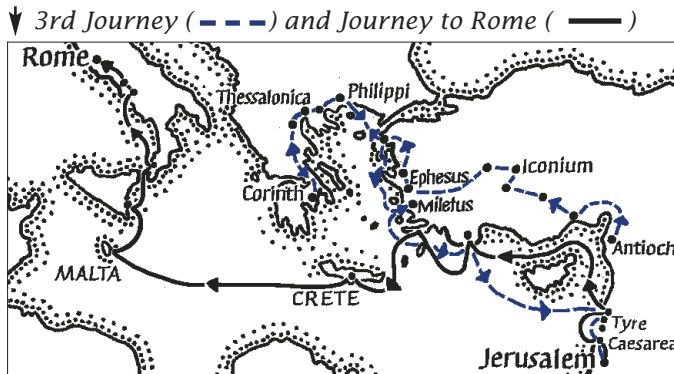 3rd Journey ( ) and Journey to Rome ( )
Rome
Thessalonica
Philippi
Ephesus
Iconium
Corinth
Miletus
Antioch
MALTA
CRETE
Tyre
Caesarea
Jerusalem